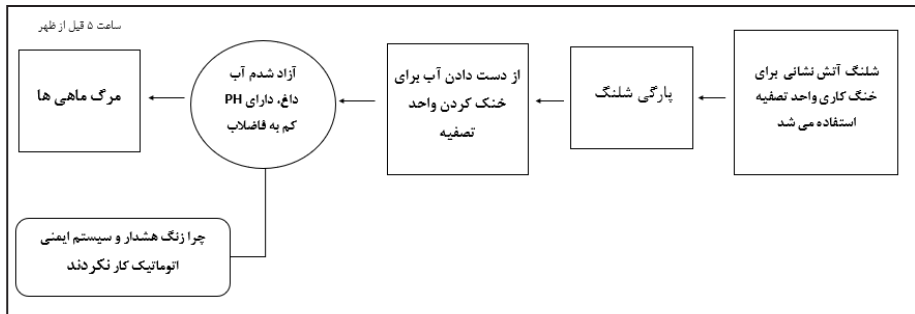 ساعت ۵ قبل از ظهر
شلنگ آتش نشانی برای
خنگ کاری واحد تصفیه
استفاده می شد
پارگی شلنگ
از دست دادن آب برای
خنک کردن واحد
تصفیه
آزاد شدم آب
داغ، دارای PH
کم به فاضلاب
مرگ ماهی ها
چرا زنگ هشدار و سیستم ایمنی
اتوماتیک کار نکردند